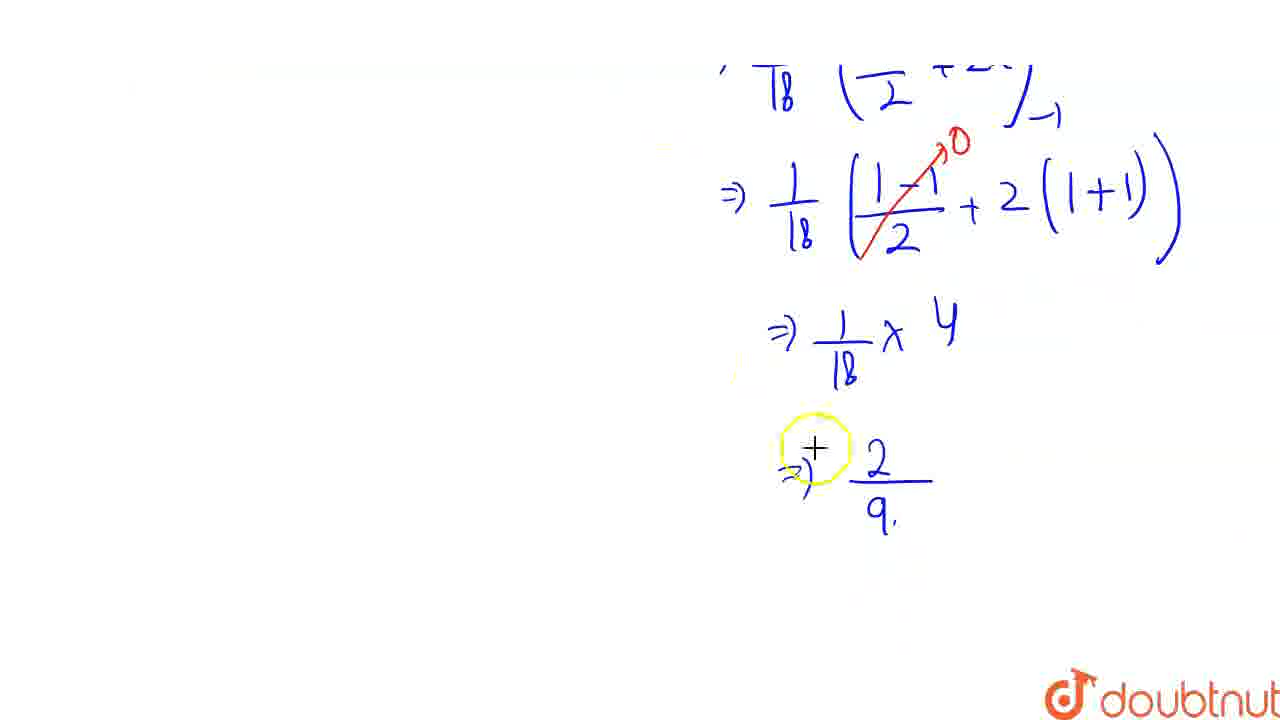 18 ( 2 + 2x )-1
⇒ 1/18 ( (1-1)/2 → 0 + 2(1+1) )
⇒ 1/18 × 4
⇒ 2/9.
doubtnut